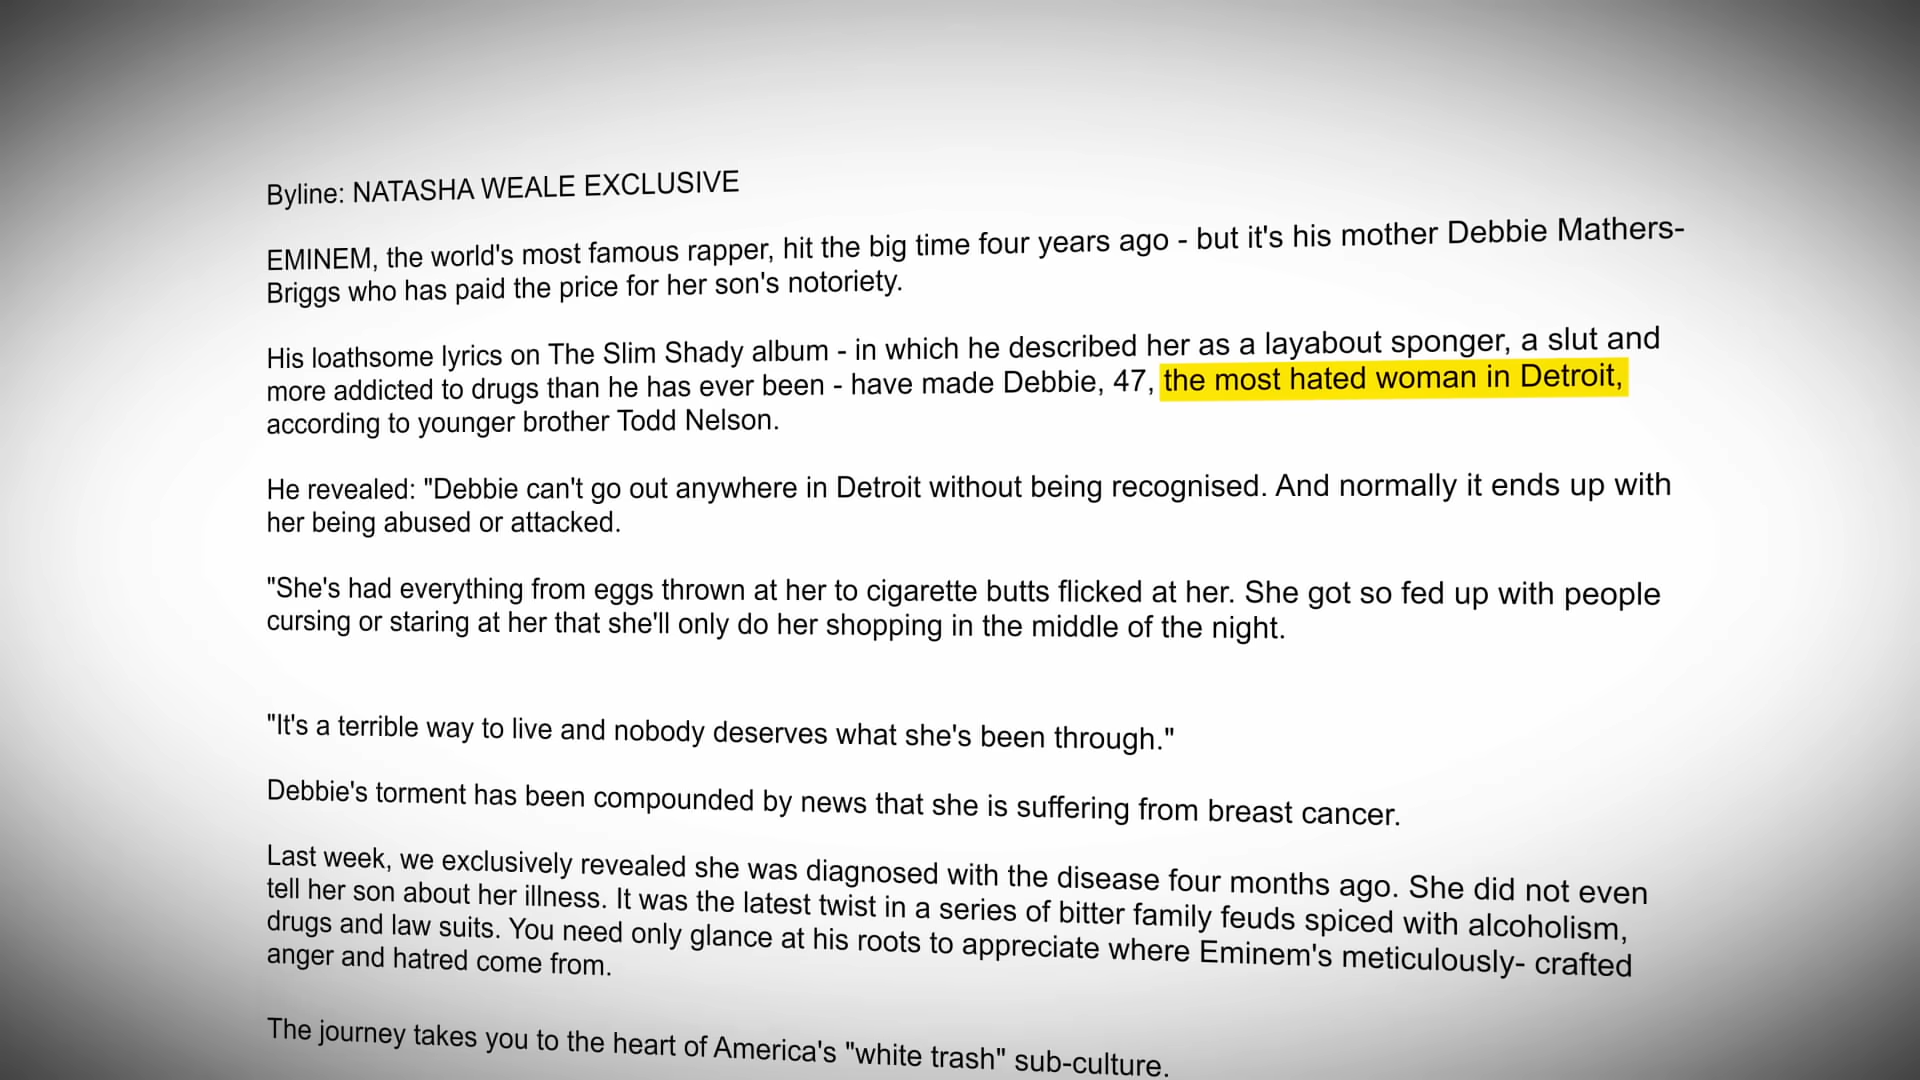 Byline: NATASHA WEALE EXCLUSIVE
EMINEM, the world's most famous rapper, hit the big time four years ago - but it's his mother Debbie Mathers-
Briggs who has paid the price for her son's notoriety.
His loathsome lyrics on The Slim Shady album - in which he described her as a layabout sponger, a slut and
more addicted to drugs than he has ever been - have made Debbie, 47, the most hated woman in Detroit,
according to younger brother Todd Nelson.
He revealed: "Debbie can't go out anywhere in Detroit without being recognised. And normally it ends up with
her being abused or attacked.
"She's had everything from eggs thrown at her to cigarette butts flicked at her. She got so fed up with people
cursing or staring at her that she'll only do her shopping in the middle of the night.
"It's a terrible way to live and nobody deserves what she's been through."
Debbie's torment has been compounded by news that she is suffering from breast cancer.
Last week, we exclusively revealed she was diagnosed with the disease four months ago. She did not even
tell her son about her illness. It was the latest twist in a series of bitter family feuds spiced with alcoholism,
drugs and law suits. You need only glance at his roots to appreciate where Eminem's meticulously- crafted
anger and hatred come from.
The journey takes you to the heart of America's "white trash" sub-culture.